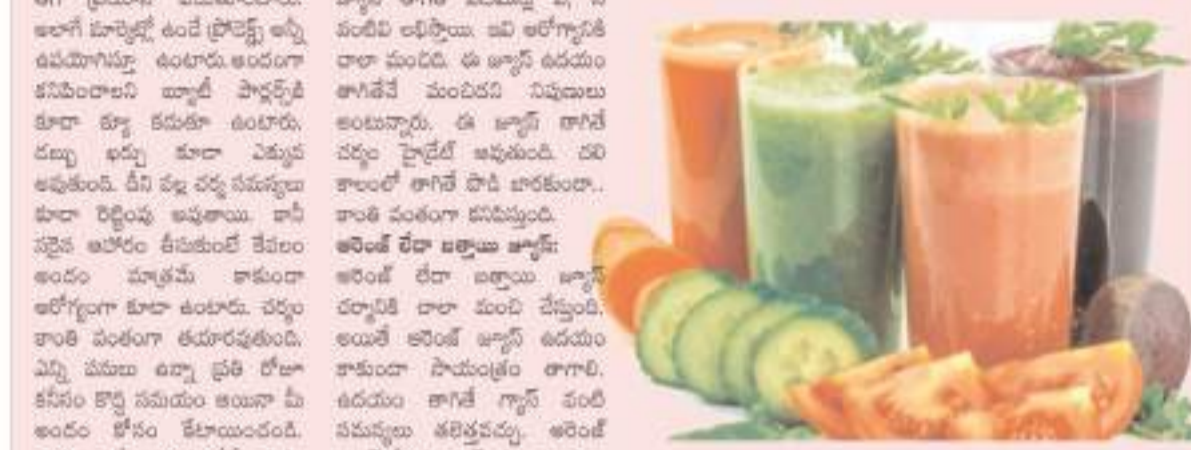 అలాగే మార్కెట్లో ఉండే ప్రోడెక్ట్స్ అన్నీ
ఉపయోగిస్తూ ఉంటారు. అందంగా
కనిపించాలని బ్యూటీ పార్లర్స్‌కి
కూడా క్యూ కడుతూ ఉంటారు.
డబ్బు ఖర్చు కూడా ఎక్కువ
అవుతుంది. దీని వల్ల చర్మ సమస్యలు
కూడా రెట్టింపు అవుతాయి. కానీ
సరైన ఆహారం తీసుకుంటే కేవలం
అందం మాత్రమే కాకుండా
ఆరోగ్యంగా కూడా ఉంటారు. చర్మం
కాంతి వంతంగా తయారవుతుంది.
ఎన్ని పనులు ఉన్నా ప్రతి రోజూ
కనీసం కొద్ది సమయం అయినా మీ
అందం కోసం కేటాయించండి.
వంటివి లభిస్తాయి. ఇవి ఆరోగ్యానికి
చాలా మంచిది. ఈ జ్యూస్ ఉదయం
తాగితేనే మంచిదని నిపుణులు
అంటున్నారు. ఈ జ్యూస్ తాగితే
చర్మం హైడ్రేట్ అవుతుంది. చలి
కాలంలో తాగితే పొడి బారకుండా..
కాంతి వంతంగా కనిపిస్తుంది.
ఆరెంజ్ లేదా బత్తాయి జ్యూస్:
ఆరెంజ్ లేదా బత్తాయి జ్యూస్
చర్మానికి చాలా మంచి చేస్తుంది.
అయితే ఆరెంజ్ జ్యూస్ ఉదయం
కాకుండా సాయంత్రం తాగాలి.
ఉదయం తాగితే గ్యాస్ వంటి
సమస్యలు తలెత్తవచ్చు. ఆరెంజ్